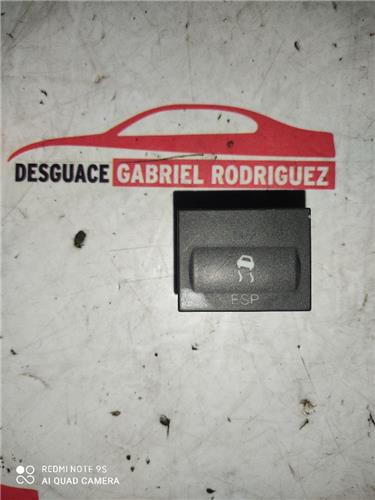 DESGUACE GABRIEL RODRIGUEZ
ESP
REDMI NOTE 9S
AI QUAD CAMERA